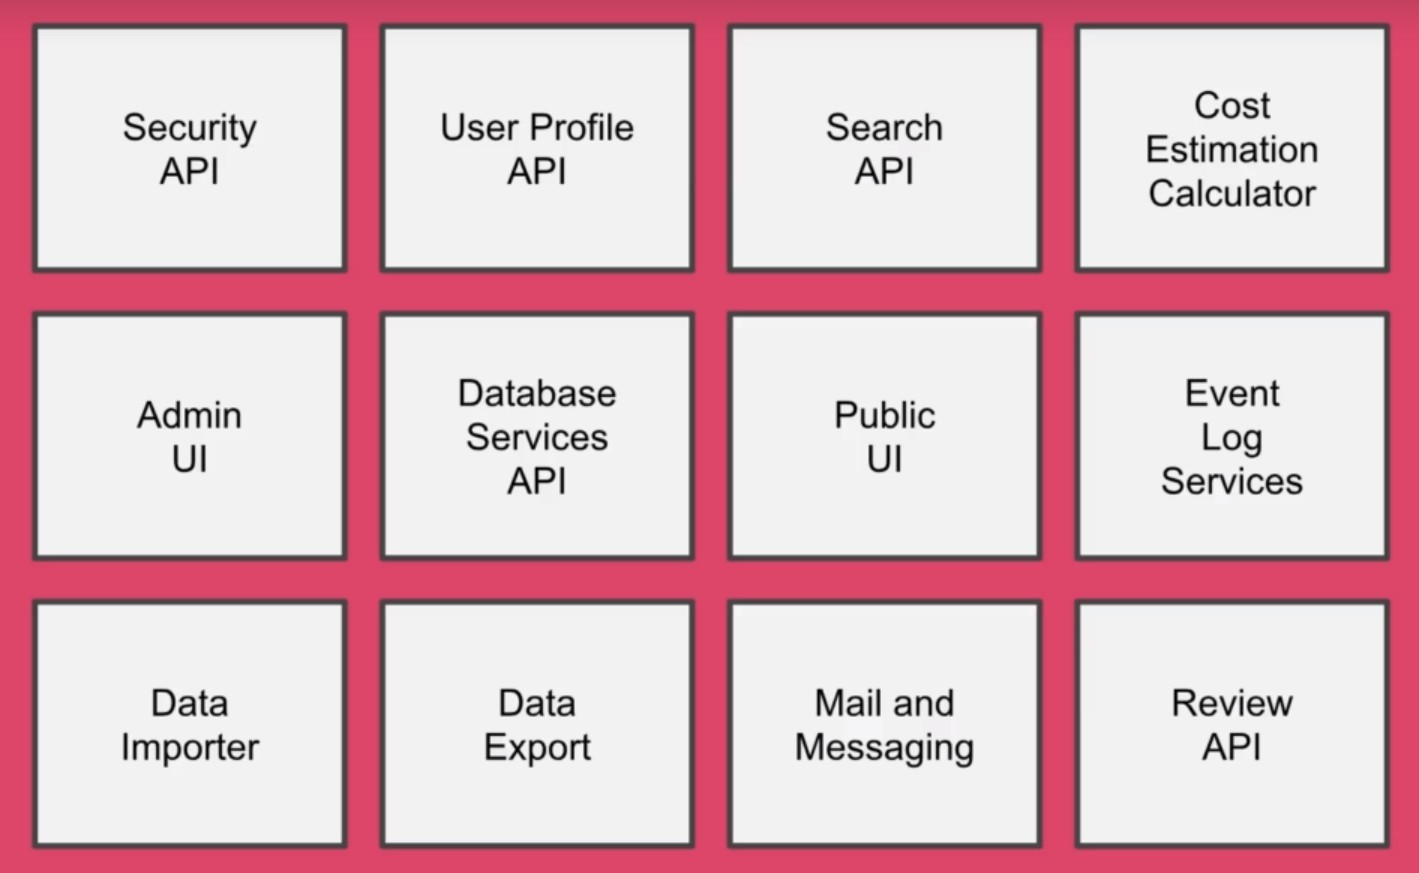 Security
API
User Profile
API
Search
API
Cost
Estimation
Calculator
Admin
UI
Database
Services
API
Public
UI
Event
Log
Services
Data
Importer
Data
Export
Mail and
Messaging
Review
API